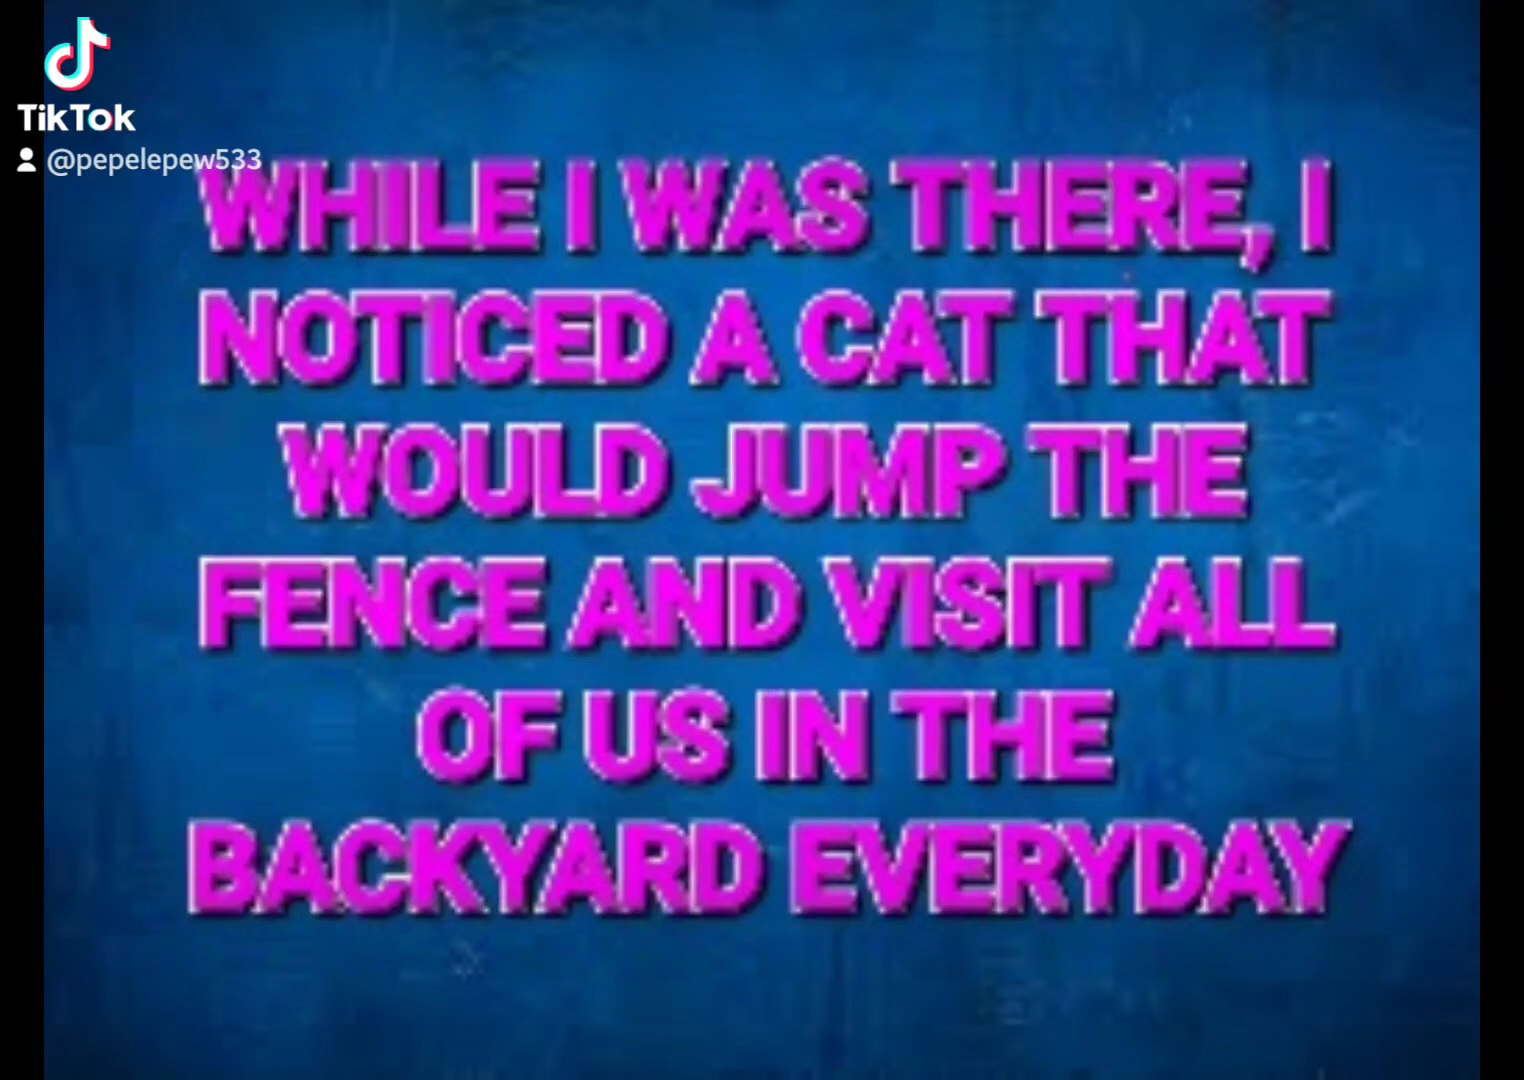 TikTok
@pepelepew533
WHILE I WAS THERE, I
NOTICED A CAT THAT
WOULD JUMP THE
FENCE AND VISIT ALL
OF US IN THE
BACKYARD EVERYDAY